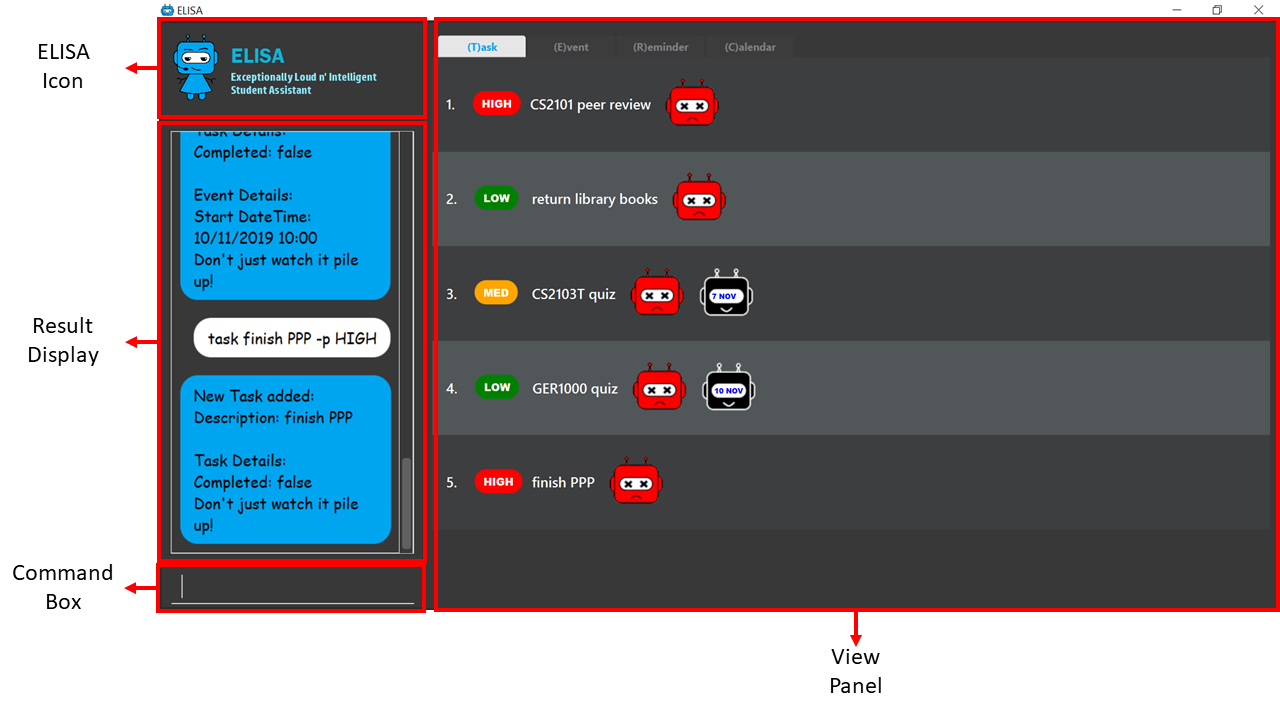 ELISA
ELISA
Icon
ELISA
Exceptionally Loud n' Intelligent
Student Assistant
Result
Display
Task Details:
Completed: false
Event Details:
Start DateTime:
10/11/2019 10:00
Don't just watch it pile
up!
task finish PPP -p HIGH
New Task added:
Description: finish PPP
Task Details:
Completed: false
Don't just watch it pile
up!
Command
Box
(T)ask (E)vent (R)eminder (C)alendar
1. HIGH CS2101 peer review
2. LOW return library books
3. MED CS2103T quiz 7 NOV
4. LOW GER1000 quiz 10 NOV
5. HIGH finish PPP
View
Panel